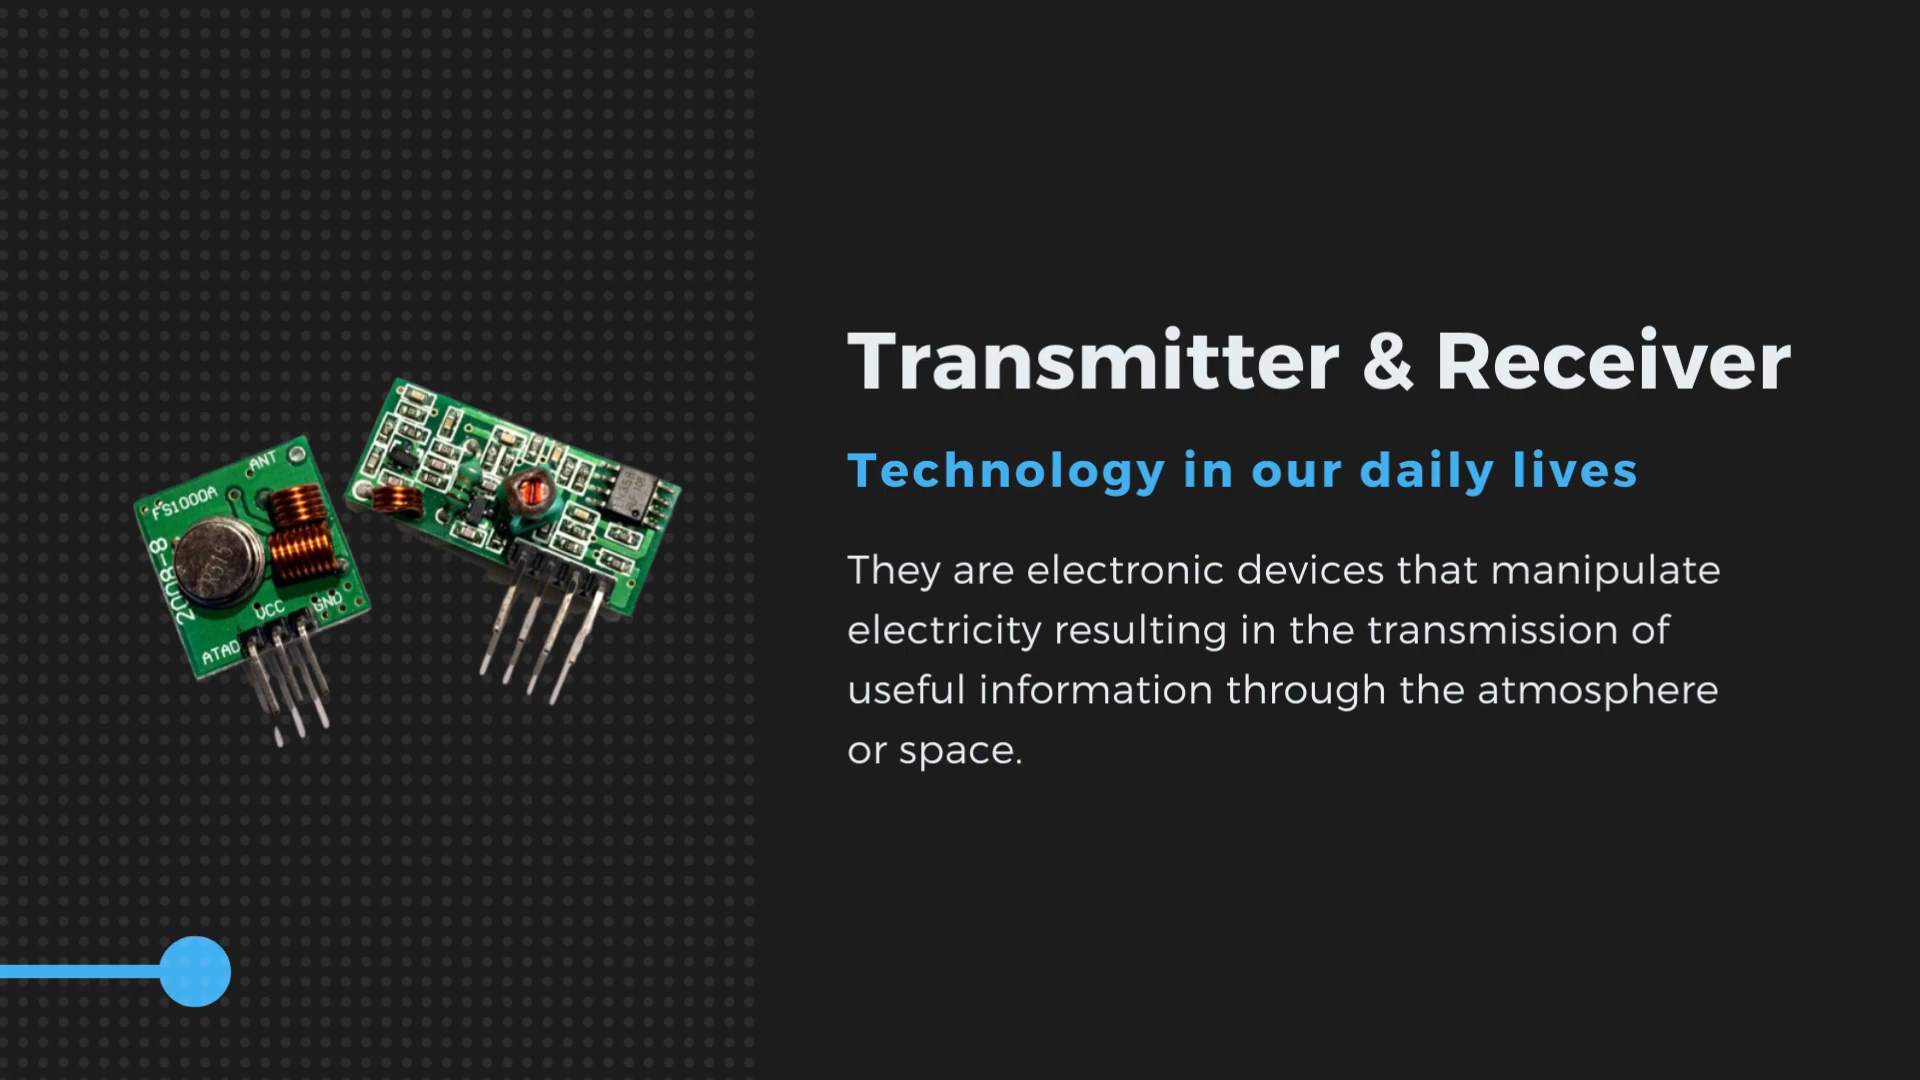 Transmitter & Receiver
Technology in our daily lives
They are electronic devices that manipulate
electricity resulting in the transmission of
useful information through the atmosphere
or space.
ANT
FS1000A
2002-8
VCC
GND
ATAD